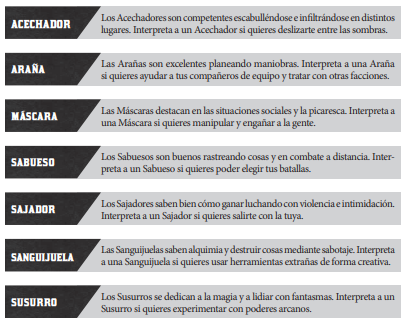 ACECHADOR
Los Acechadores son competentes escabulléndose e infiltrándose en distintos
lugares. Interpreta a un Acechador si quieres deslizarte entre las sombras.
ARAÑA
Las Arañas son excelentes planeando maniobras. Interpreta a una Araña
si quieres ayudar a tus compañeros de equipo y tratar con otras facciones.
MÁSCARA
Las Máscaras destacan en las situaciones sociales y la picaresca. Interpreta a
una Máscara si quieres manipular y engañar a la gente.
SABUESO
Los Sabuesos son buenos rastreando cosas y en combate a distancia. Inter-
preta a un Sabueso si quieres poder elegir tus batallas.
SAJADOR
Los Sajadores saben bien cómo ganar luchando con violencia e intimidación.
Interpreta a un Sajador si quieres salirte con la tuya.
SANGUIJUELA
Las Sanguijuelas saben alquimia y destruir cosas mediante sabotaje. Interpreta
a una Sanguijuela si quieres usar herramientas extrañas de forma creativa.
SUSURRO
Los Susurros se dedican a la magia y a lidiar con fantasmas. Interpreta a un
Susurro si quieres experimentar con poderes arcanos.